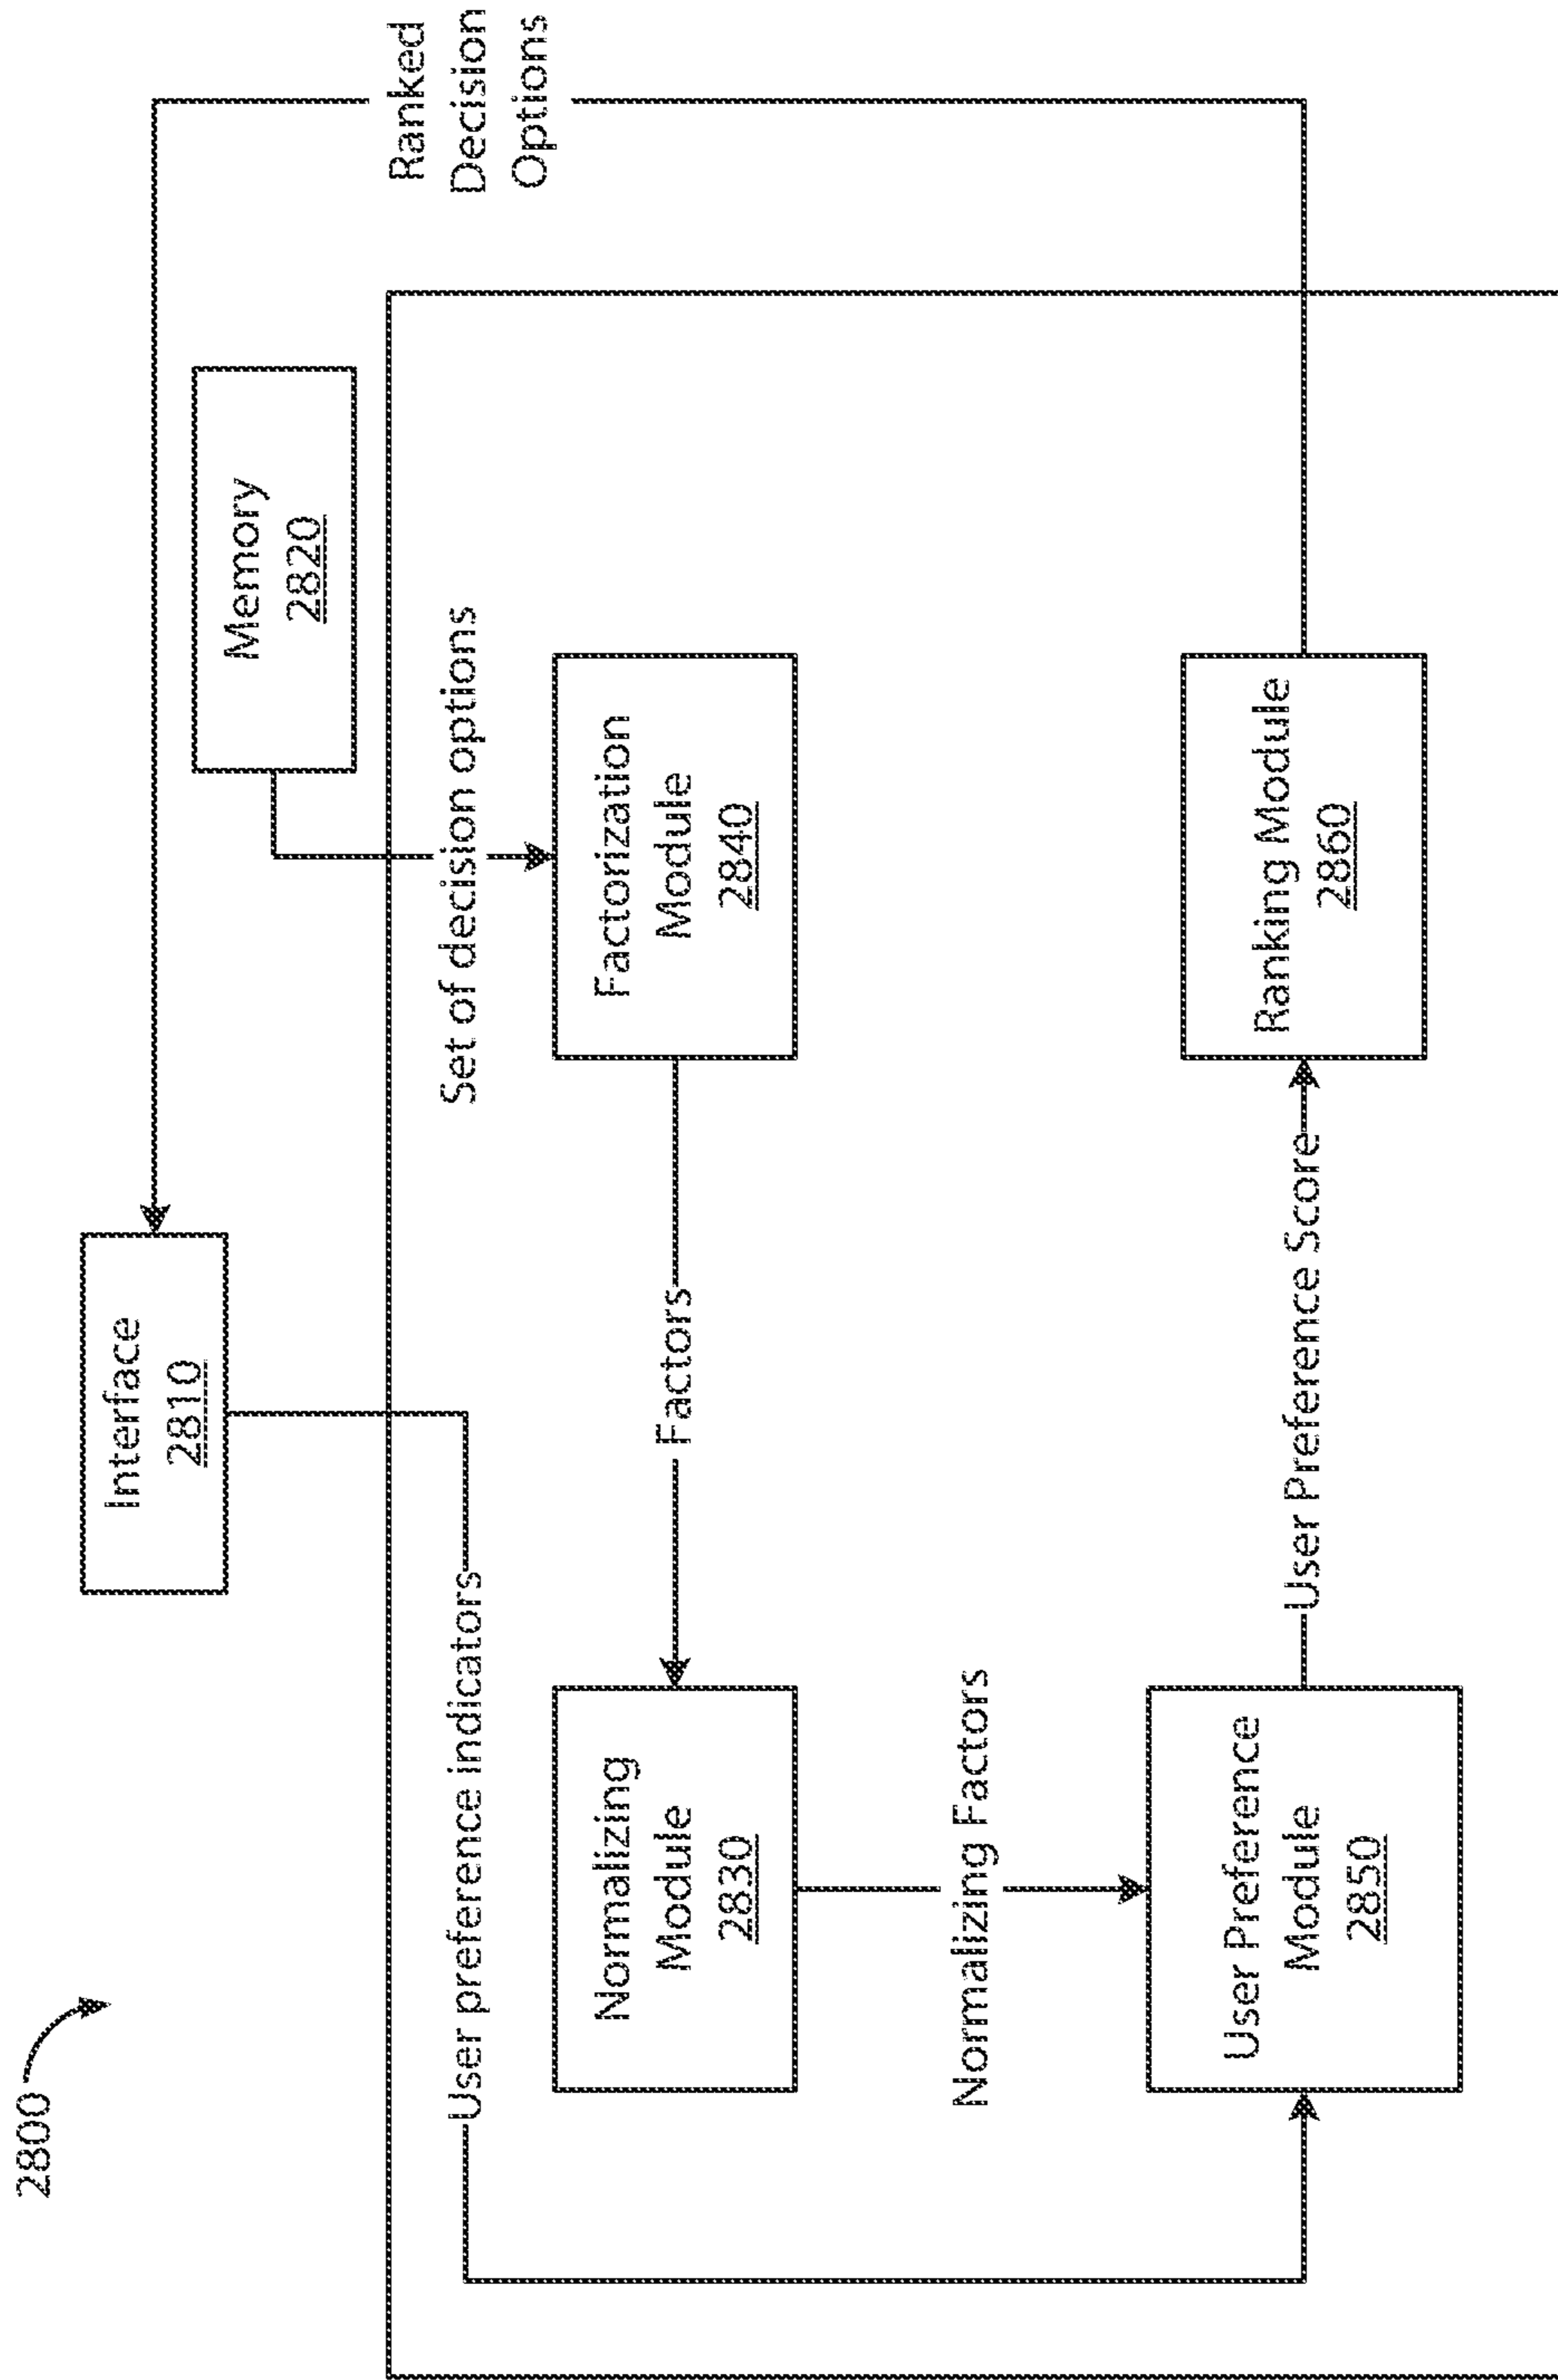 2800
Interface
2810
Memory
2820
Ranked
Decision
Options
User preference indicators
Set of decision options
Normalizing
Module
2830
Factors
Factorization
Module
2840
Normalizing Factors
User Preference
Module
2850
User Preference Score
Ranking Module
2860